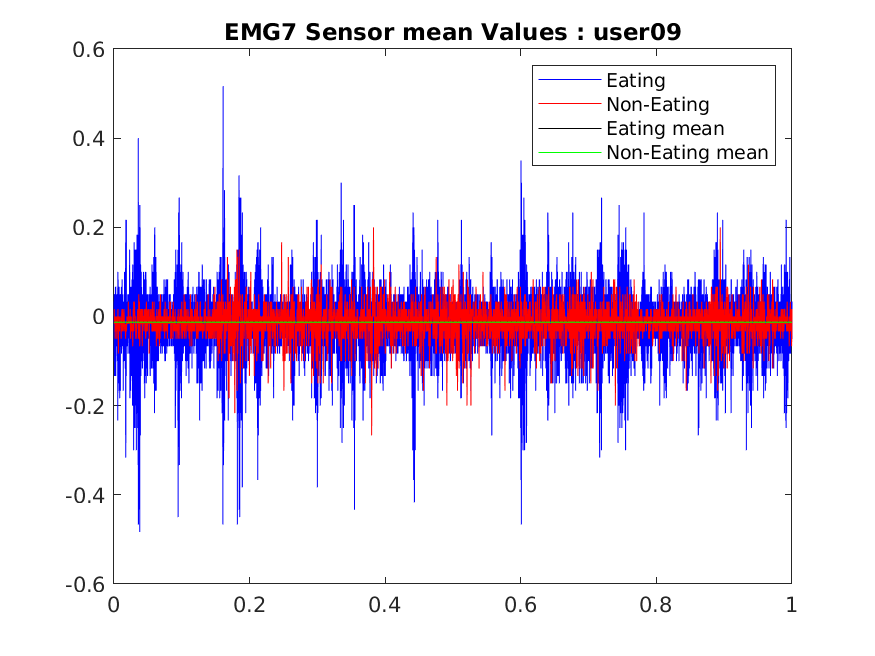 EMG7 Sensor mean Values : user09
0.6
0.4
0.2
0
-0.2
-0.4
-0.6
Eating
Non-Eating
Eating mean
Non-Eating mean
0 0.2 0.4 0.6 0.8 1